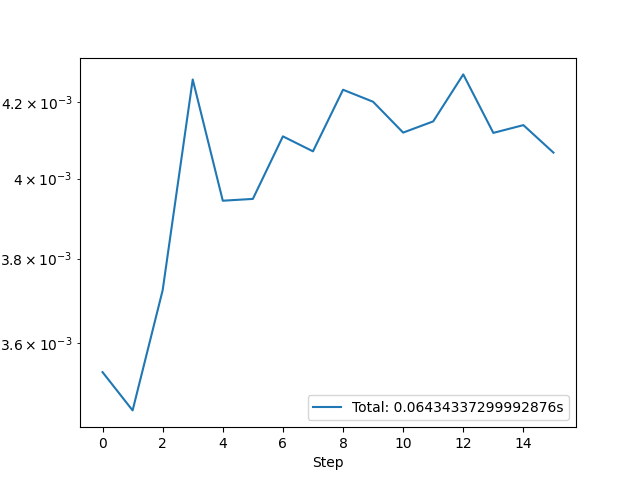 4.2 × 10⁻³
4 × 10⁻³
3.8 × 10⁻³
3.6 × 10⁻³
Total: 0.06434337299992876s
0 2 4 6 8 10 12 14
Step